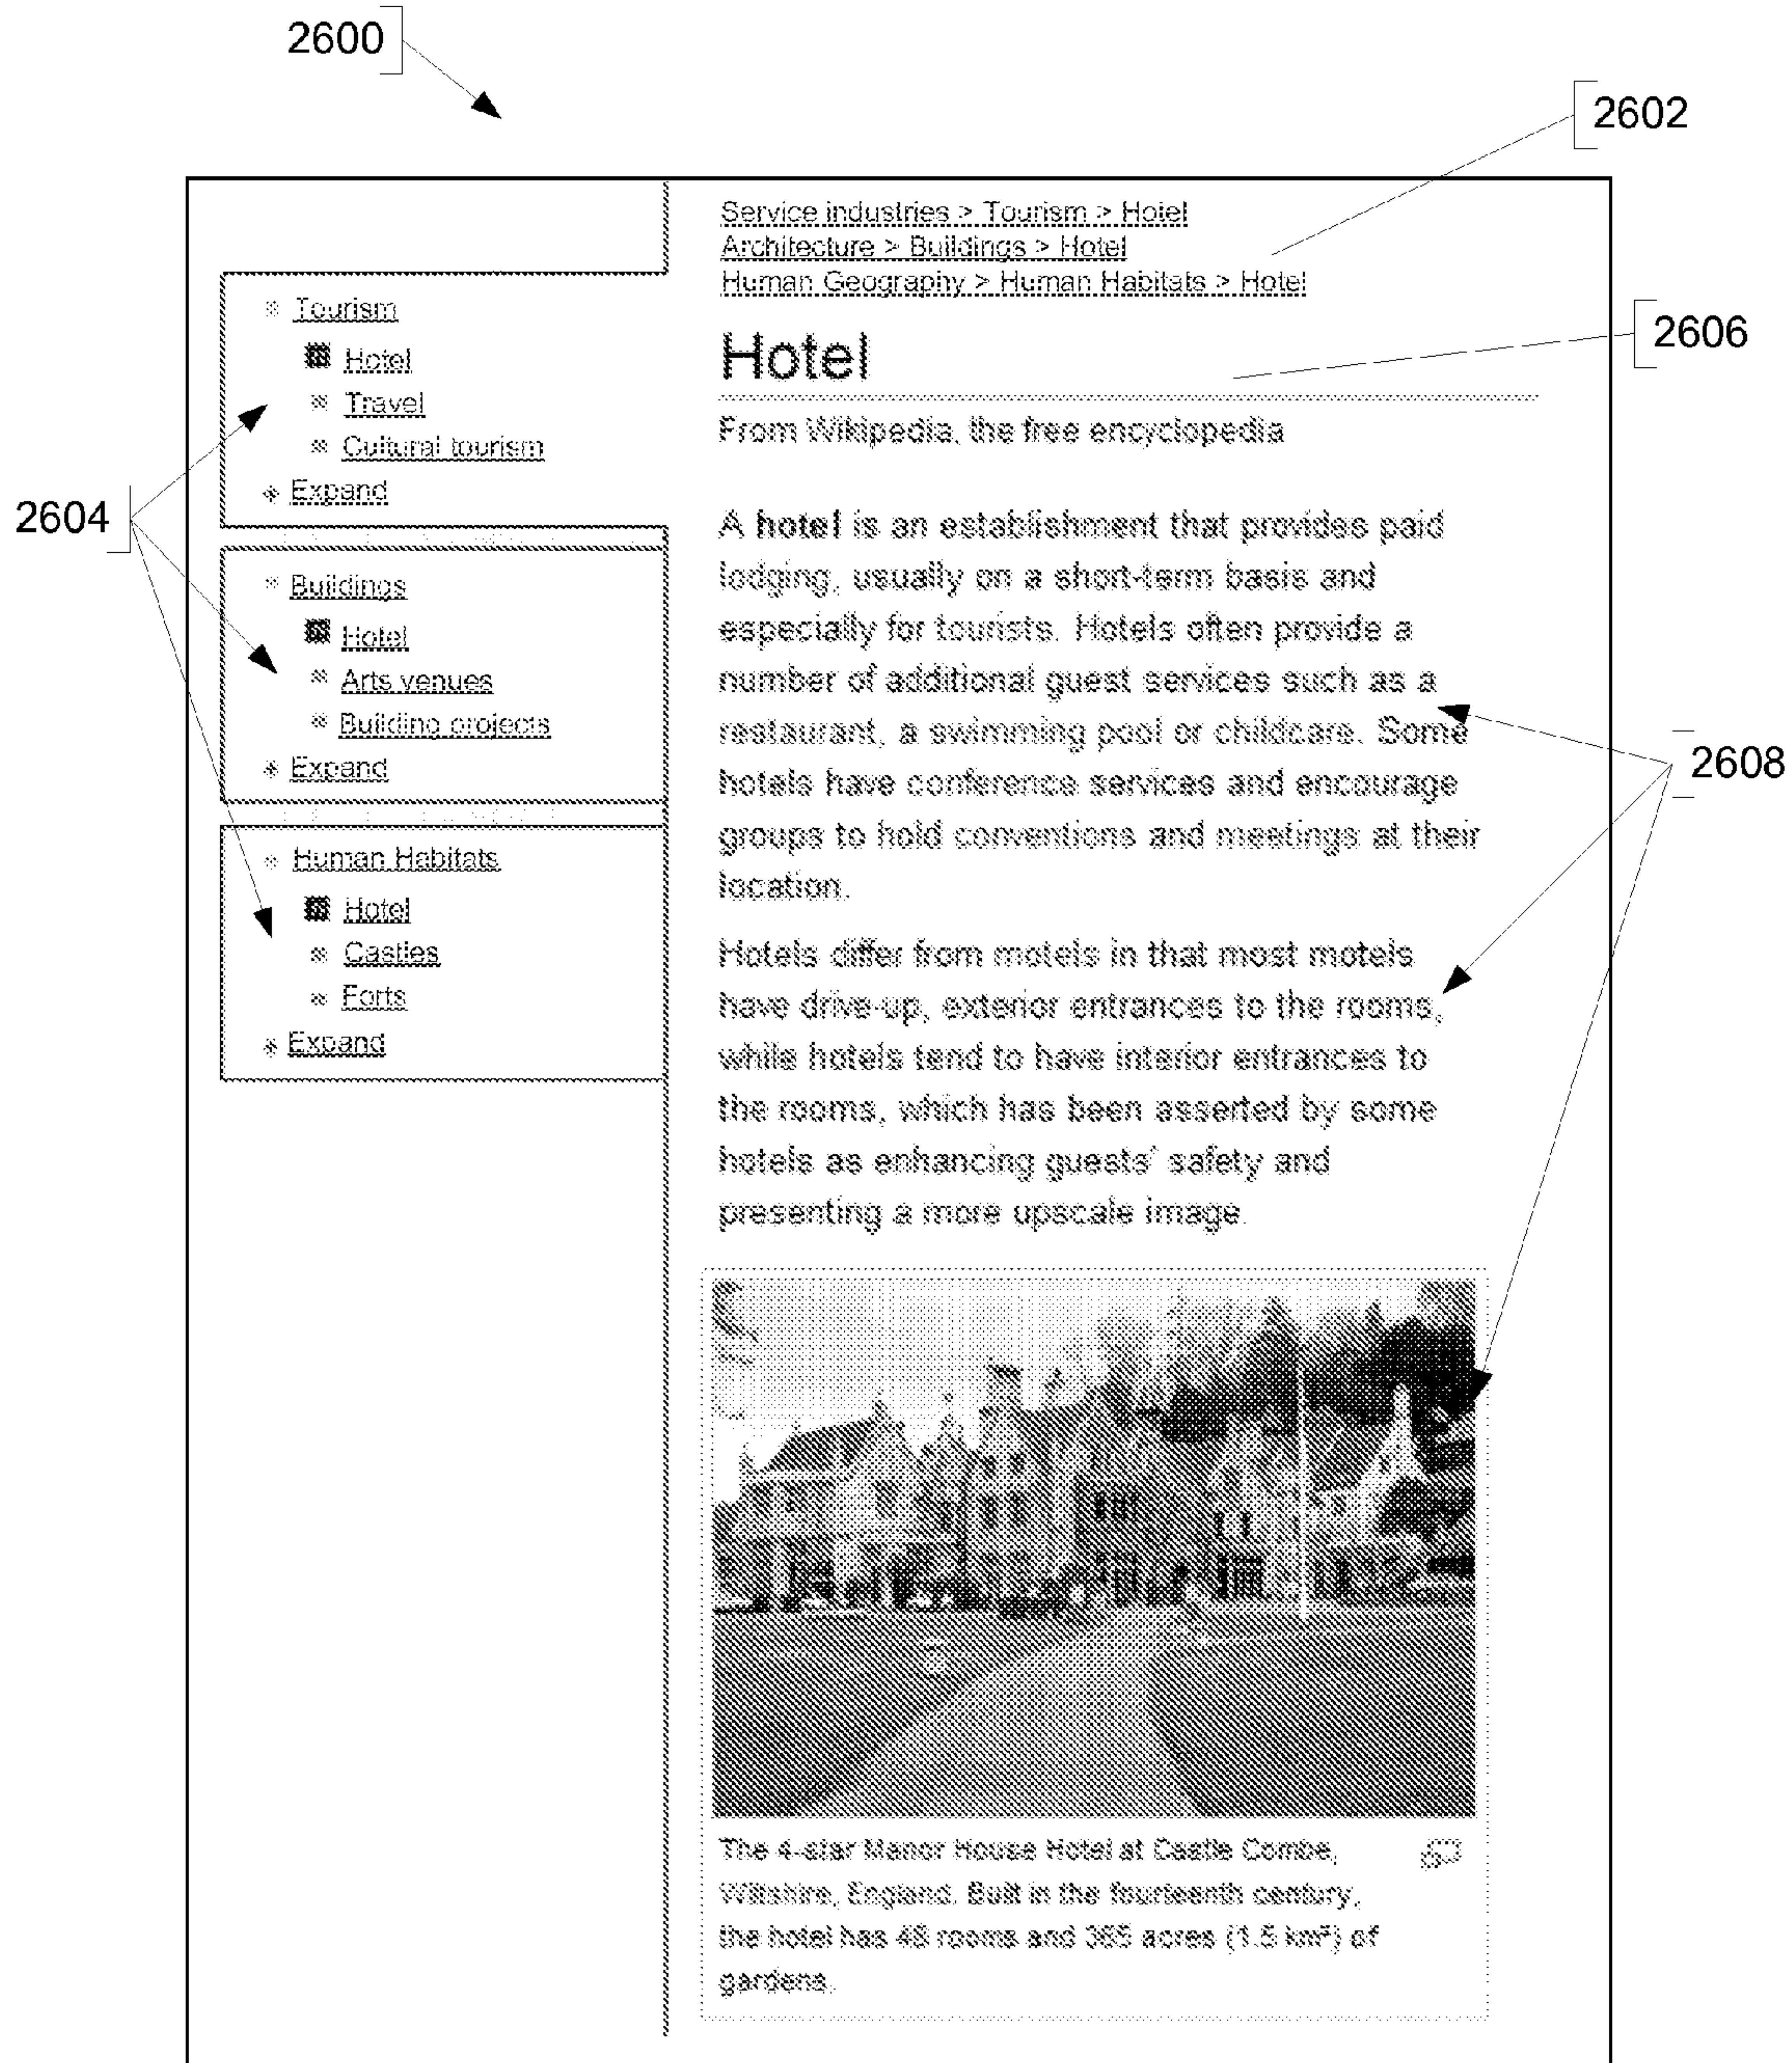 2600
2602
Service industries > Tourism > Hotel
Architecture > Buildings > Hotel
Human Geography > Human Habitats > Hotel
2606
Hotel
From Wikipedia, the free encyclopedia
2604
Tourism
Hotel
Travel
Cultural tourism
Expand
Buildings
Hotel
Arts venues
Building projects
Expand
Human Habitats
Hotel
Castles
Forts
Expand
A hotel is an establishment that provides paid
lodging, usually on a short-term basis and
especially for tourists. Hotels often provide a
number of additional guest services such as a
restaurant, a swimming pool or childcare. Some
hotels have conference services and encourage
groups to hold conventions and meetings at their
location.
2608
Hotels differ from motels in that most motels
have drive-up, exterior entrances to the rooms,
while hotels tend to have interior entrances to
the rooms, which has been asserted by some
hotels as enhancing guests' safety and
presenting a more upscale image.
The 4-star Manor House Hotel at Castle Combe,
Wiltshire, England. Built in the fourteenth century,
the hotel has 48 rooms and 365 acres (1.5 km²) of
gardens.